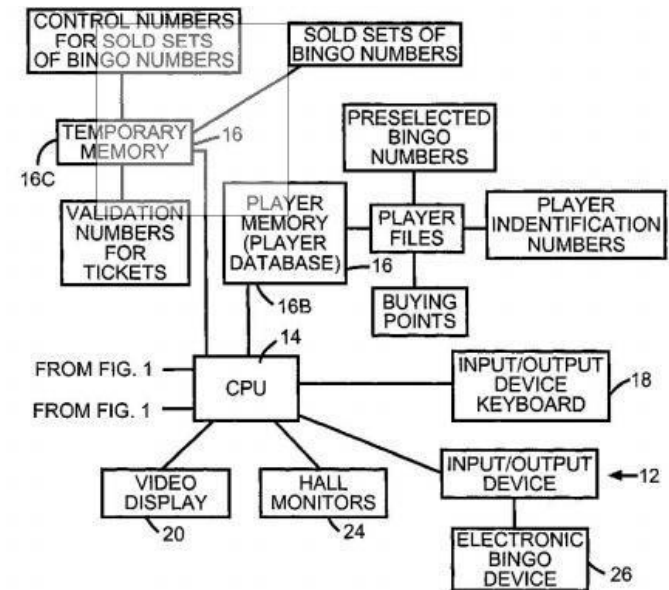 CONTROL NUMBERS
FOR SOLD SETS
OF BINGO NUMBERS
SOLD SETS OF
BINGO NUMBERS
TEMPORARY
MEMORY
16
16C
PRESELECTED
BINGO
NUMBERS
VALIDATION
NUMBERS
FOR
TICKETS
PLAYER
MEMORY
(PLAYER
DATABASE)
16
16B
PLAYER
FILES
PLAYER
INDENTIFICATION
NUMBERS
BUYING
POINTS
14
FROM FIG. 1
FROM FIG. 1
CPU
INPUT/OUTPUT
DEVICE
KEYBOARD
18
VIDEO
DISPLAY
20
HALL
MONITORS
24
INPUT/OUTPUT
DEVICE
12
ELECTRONIC
BINGO
DEVICE
26